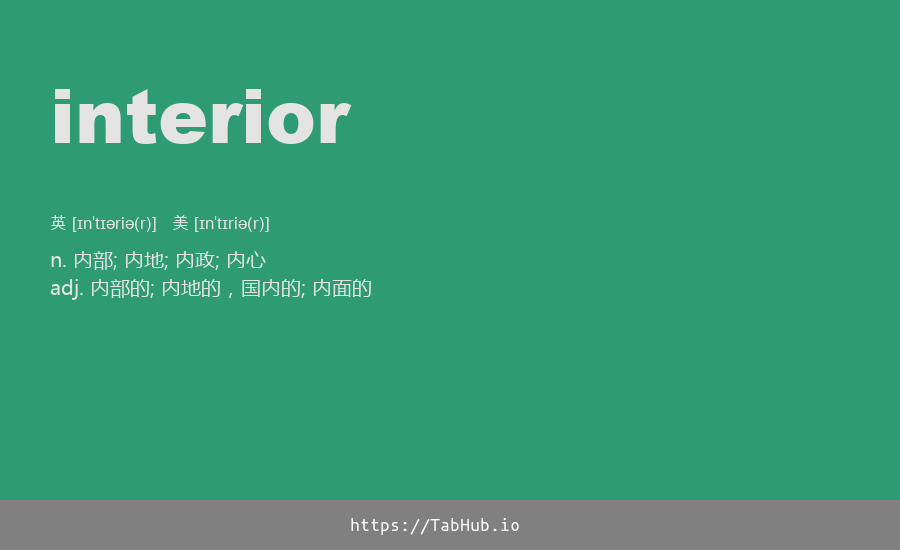 interior
英 [ɪn'tɪəriə(r)] 美 [ɪn'tɪriə(r)]
n. 内部; 内地; 内政; 内心
adj. 内部的; 内地的，国内的; 内面的
https://TabHub.io